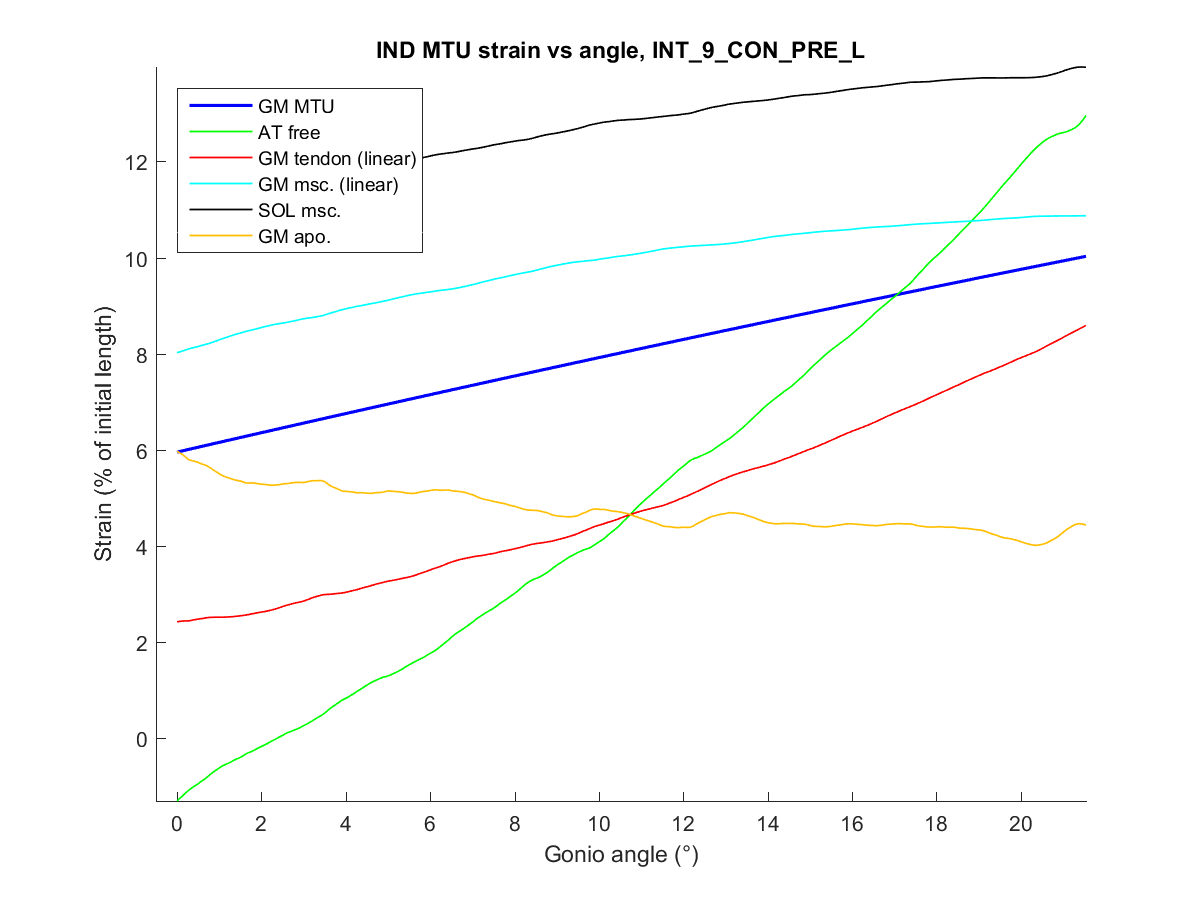 IND MTU strain vs angle, INT_9_CON_PRE_L
GM MTU
AT free
GM tendon (linear)
GM msc. (linear)
SOL msc.
GM apo.
12
10
8
6
4
2
0
Strain (% of initial length)
0 2 4 6 8 10 12 14 16 18 20
Gonio angle (°)